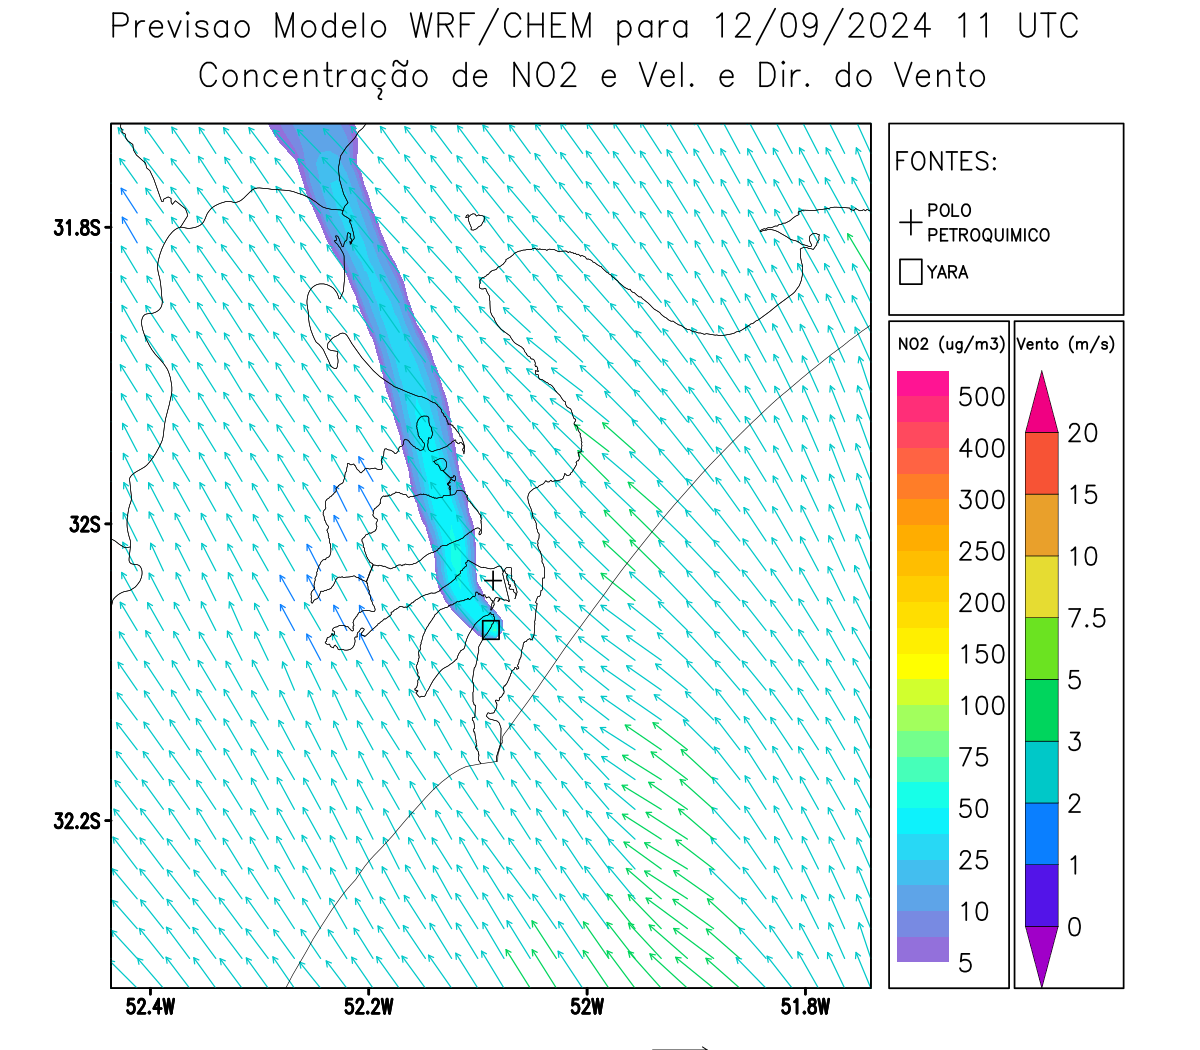 Previsao Modelo WRF/CHEM para 12/09/2024 11 UTC
Concentração de NO2 e Vel. e Dir. do Vento
FONTES:
POLO
PETROQUIMICO
YARA
NO2 (ug/m3)
500
400
300
250
200
150
100
75
50
25
10
5
Vento (m/s)
20
15
10
7.5
5
3
2
1
0
31.8S
32S
32.2S
52.4W 52.2W 52W 51.8W